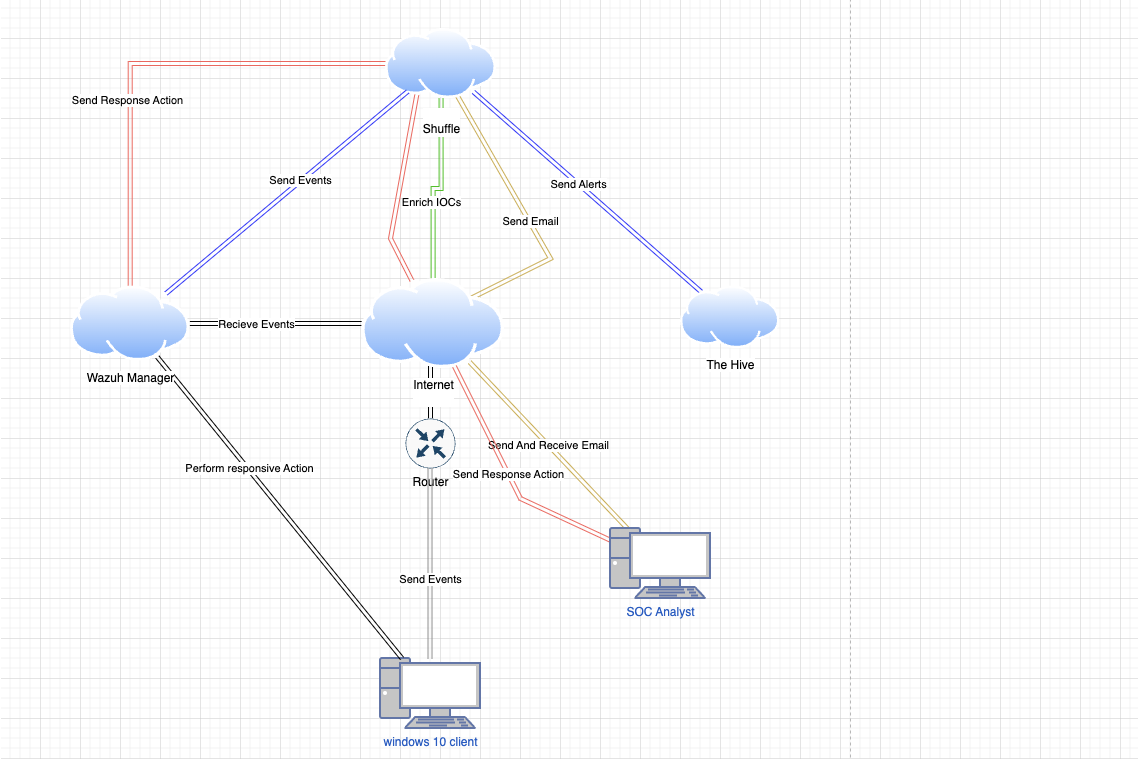 Send Response Action
Shuffle
Send Events
Send Alerts
Enrich IOCs
Send Email
Recieve Events
The Hive
Wazuh Manager
Internet
Send And Receive Email
Perform responsive Action
Send Response Action
Router
Send Events
SOC Analyst
windows 10 client